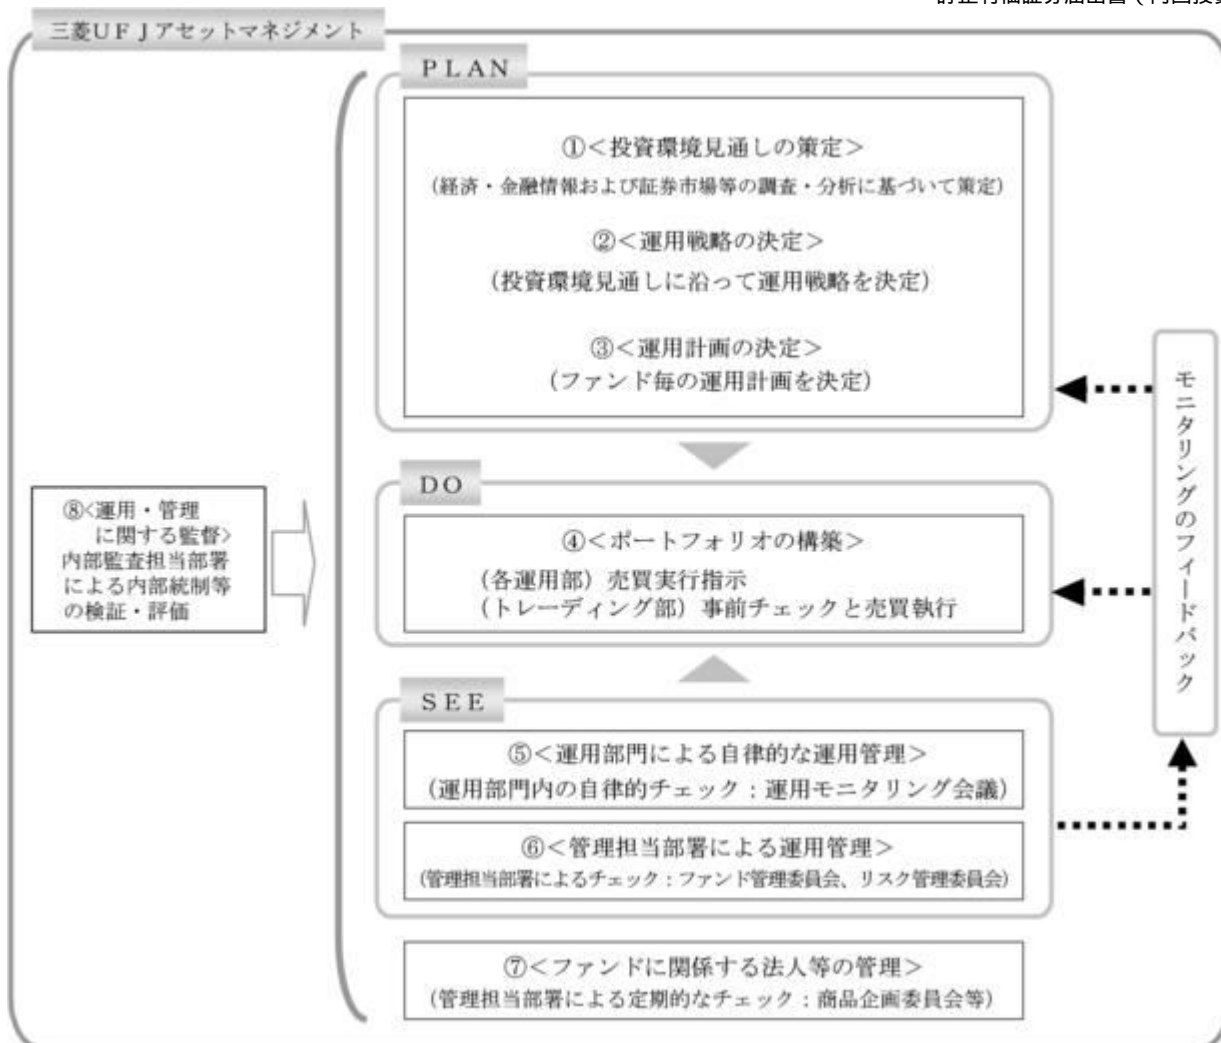 三菱UFJアセットマネジメント
PLAN
①<投資環境見通しの策定>
(経済・金融情報および証券市場等の調査・分析に基づいて策定)
②<運用戦略の決定>
(投資環境見通しに沿って運用戦略を決定)
③<運用計画の決定>
(ファンド毎の運用計画を決定)
DO
④<ポートフォリオの構築>
(各運用部)売買実行指示
(トレーディング部)事前チェックと売買執行
SEE
⑤<運用部門による自律的な運用管理>
(運用部門内の自律的チェック:運用モニタリング会議)
⑥<管理担当部署による運用管理>
(管理担当部署によるチェック:ファンド管理委員会、リスク管理委員会)
⑦<ファンドに関係する法人等の管理>
(管理担当部署による定期的なチェック:商品企画委員会等)
⑧<運用・管理
に関する監督>
内部監査担当部署
による内部統制等
の検証・評価
モニタリングのフィードバック